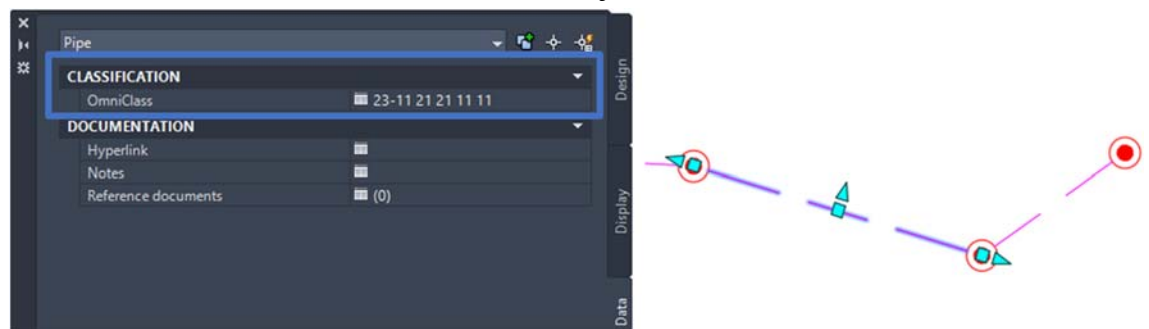 Pipe
CLASSIFICATION
OmniClass 23-11 21 21 11 11
DOCUMENTATION
Hyperlink
Notes
Reference documents (0)
Design
Display
Data